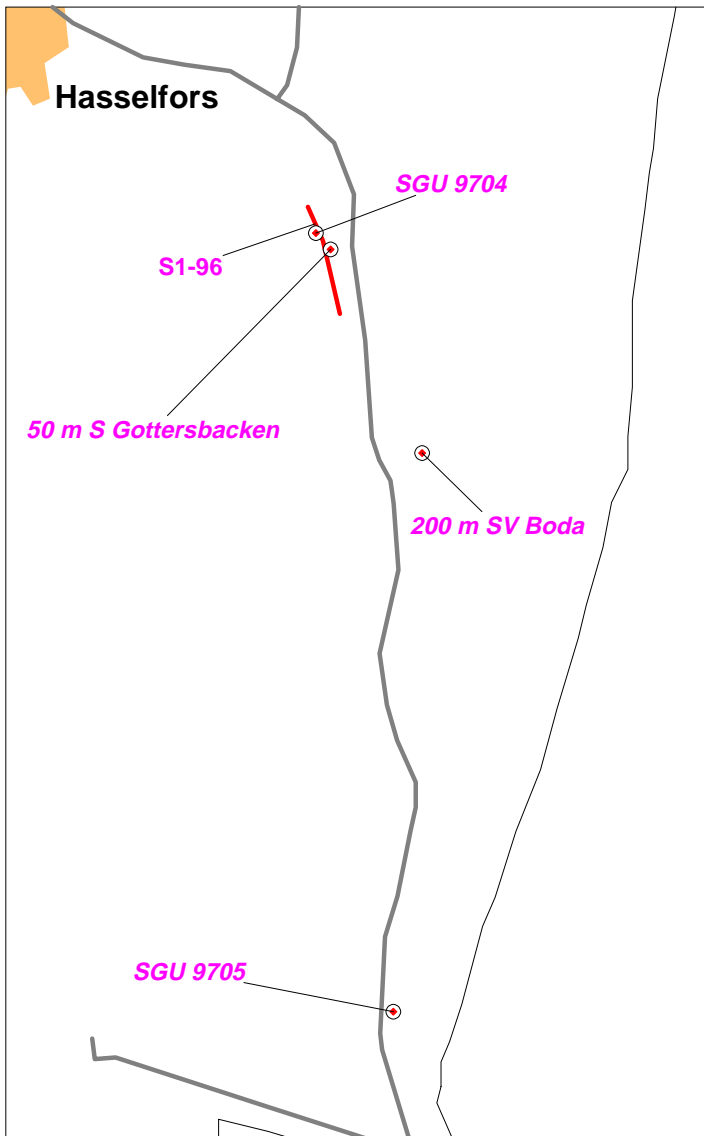 Hasselfors
SGU 9704
S1-96
50 m S Gottersbacken
200 m SV Boda
SGU 9705